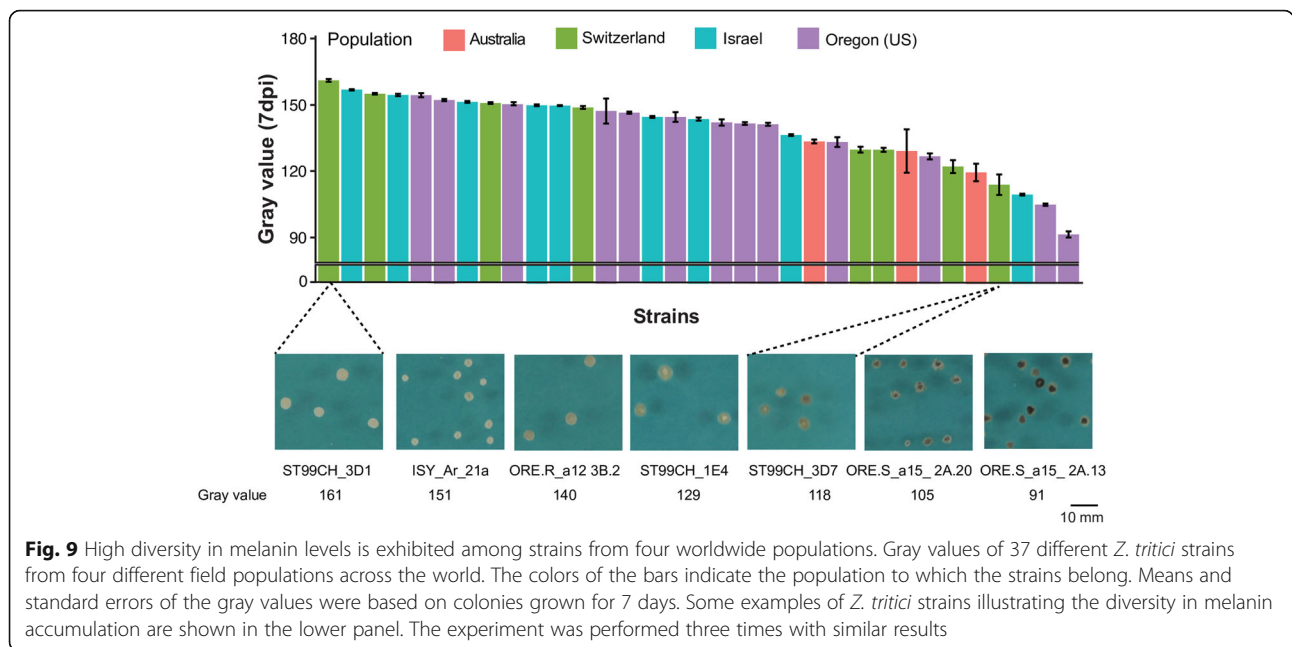 Population Australia Switzerland Israel Oregon (US)
180
150
120
90
0
Gray value (7dpi)
Strains
ST99CH_3D1 ISY_Ar_21a ORE.R_a12 3B.2 ST99CH_1E4 ST99CH_3D7 ORE.S_a15_ 2A.20 ORE.S_a15_ 2A.13
Gray value 161 151 140 129 118 105 91
10 mm
Fig. 9 High diversity in melanin levels is exhibited among strains from four worldwide populations. Gray values of 37 different Z. tritici strains
from four different field populations across the world. The colors of the bars indicate the population to which the strains belong. Means and
standard errors of the gray values were based on colonies grown for 7 days. Some examples of Z. tritici strains illustrating the diversity in melanin
accumulation are shown in the lower panel. The experiment was performed three times with similar results